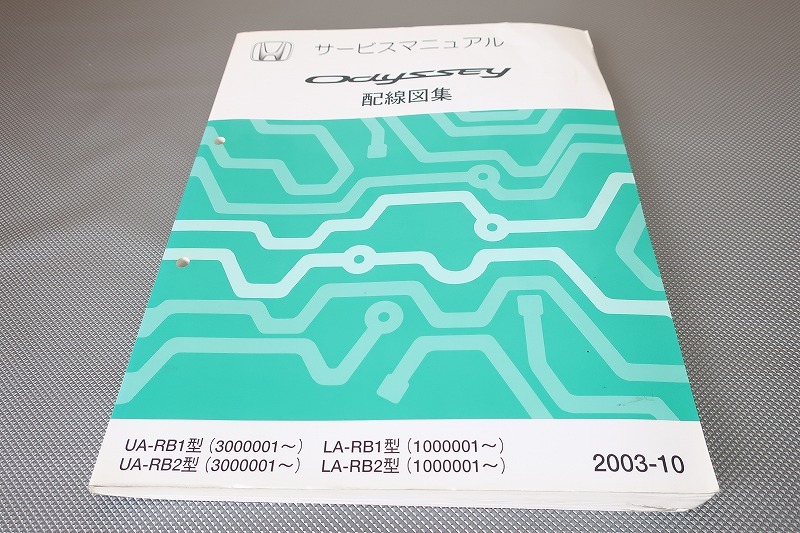 サービスマニュアル
Odyssey
配線図集
UA-RB1型 (3000001～) LA-RB1型 (1000001～)
UA-RB2型 (3000001～) LA-RB2型 (1000001～)
2003-10